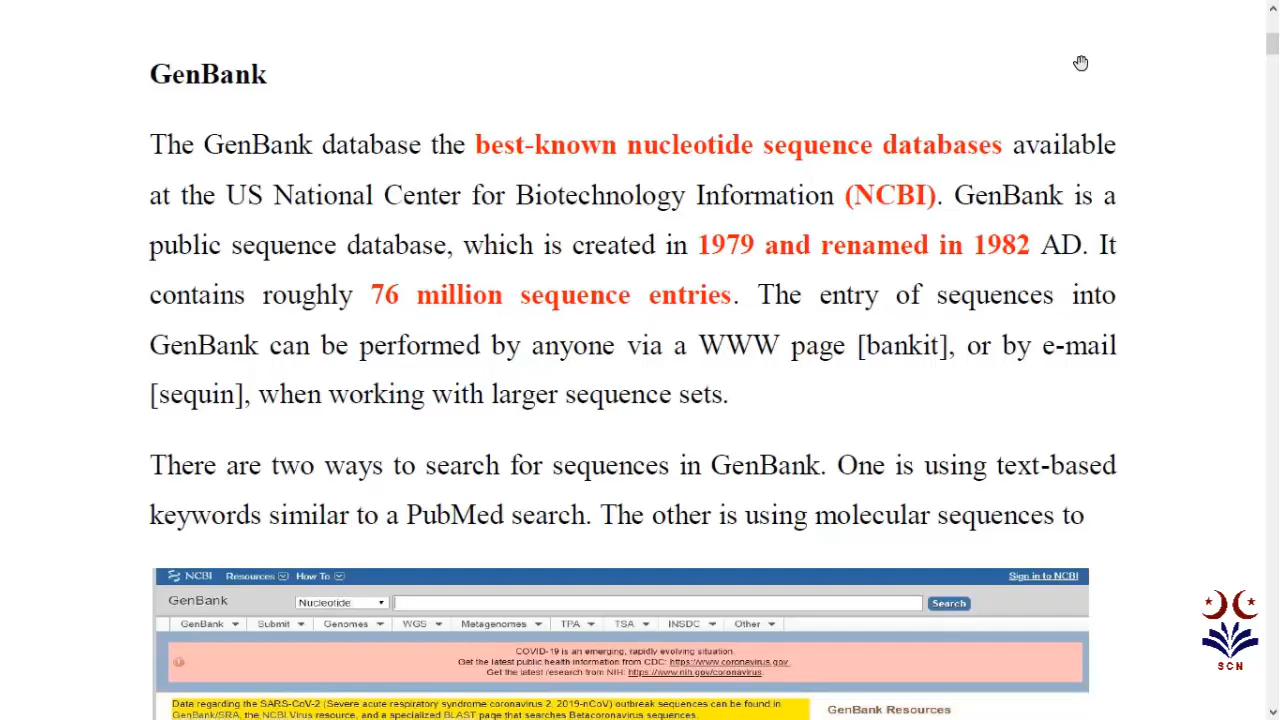 GenBank
The GenBank database the best-known nucleotide sequence databases available
at the US National Center for Biotechnology Information (NCBI). GenBank is a
public sequence database, which is created in 1979 and renamed in 1982 AD. It
contains roughly 76 million sequence entries. The entry of sequences into
GenBank can be performed by anyone via a WWW page [bankit], or by e-mail
[sequin], when working with larger sequence sets.
There are two ways to search for sequences in GenBank. One is using text-based
keywords similar to a PubMed search. The other is using molecular sequences to
NCBI Resources How To Sign in to NCBI
GenBank Nucleotide Search
GenBank Submit Genomes WGS Metagenomes TPA TSA INSDC Other
COVID-19 is an emerging, rapidly evolving situation.
Get the latest public health information from CDC: https://www.coronavirus.gov
Get the latest research from NIH: https://www.nih.gov/coronavirus.
Data regarding the SARS-CoV-2 (Severe acute respiratory syndrome coronavirus 2, 2019-nCoV) outbreak sequences can be found in
GenBank/SRA, the NCBI Virus resource, and a specialized BLAST page that searches Betacoronavirus sequences.
GenBank Resources
SCN